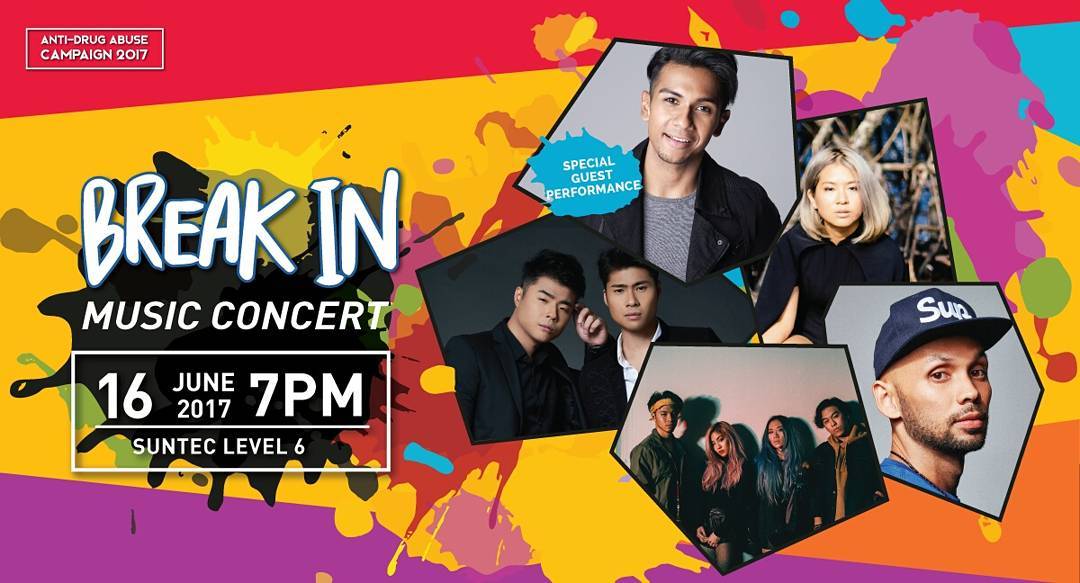 ANTI-DRUG ABUSE
CAMPAIGN 2017
BREAK IN
MUSIC CONCERT
16 JUNE 2017 7PM
SUNTEC LEVEL 6
SPECIAL
GUEST
PERFORMANCE
Sup